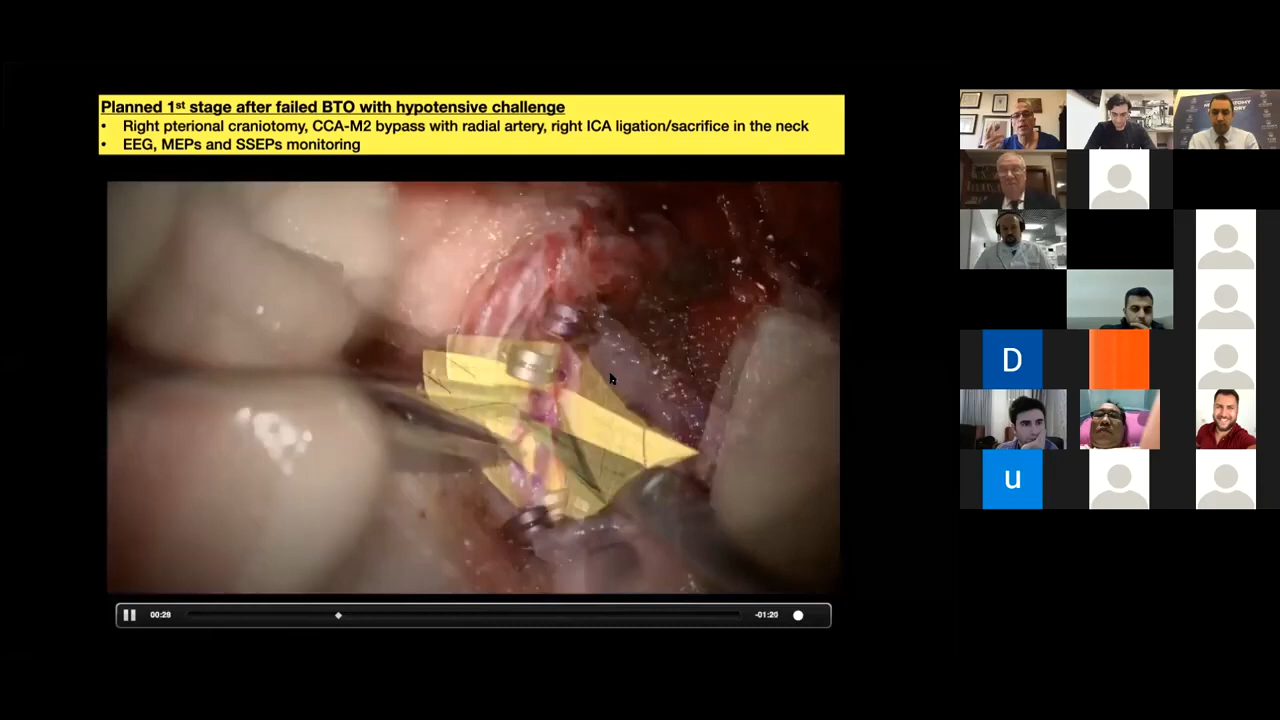 Planned 1st stage after failed BTO with hypotensive challenge
• Right pterional craniotomy, CCA-M2 bypass with radial artery, right ICA ligation/sacrifice in the neck
• EEG, MEPs and SSEPs monitoring
00:28
-01:20
D
u